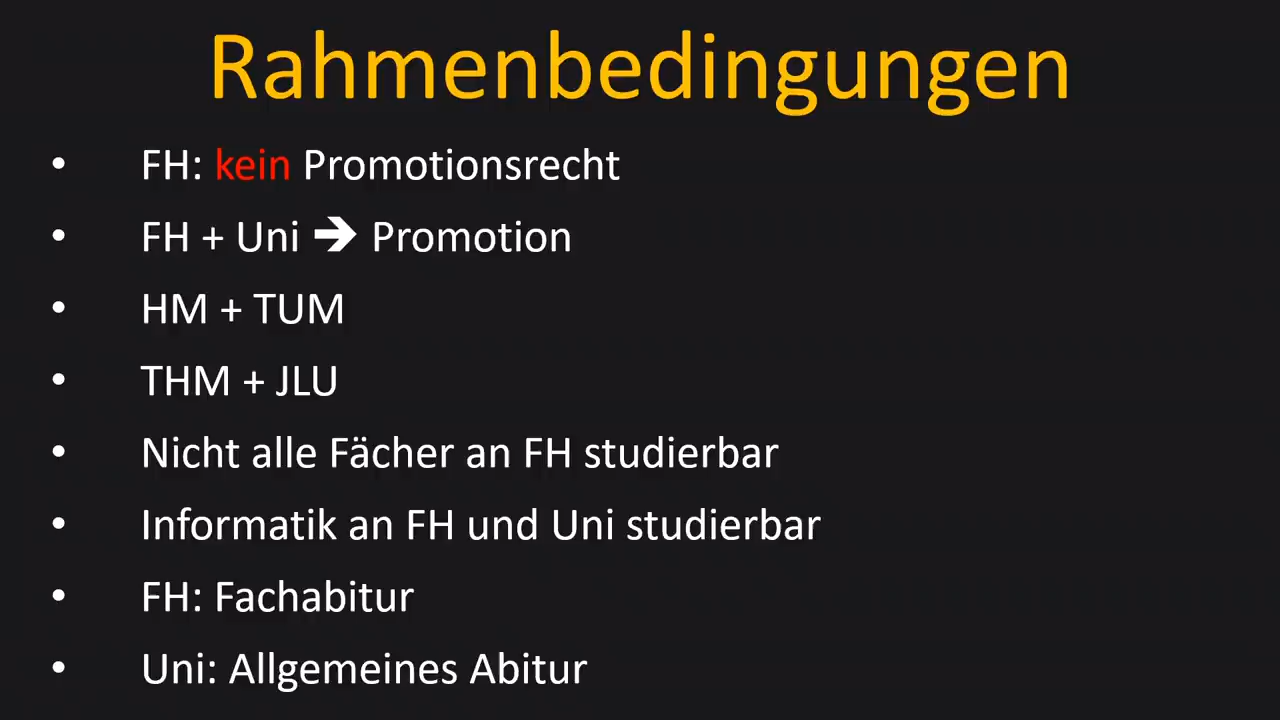 Rahmenbedingungen
• FH: kein Promotionsrecht
• FH + Uni ➔ Promotion
• HM + TUM
• THM + JLU
• Nicht alle Fächer an FH studierbar
• Informatik an FH und Uni studierbar
• FH: Fachabitur
• Uni: Allgemeines Abitur